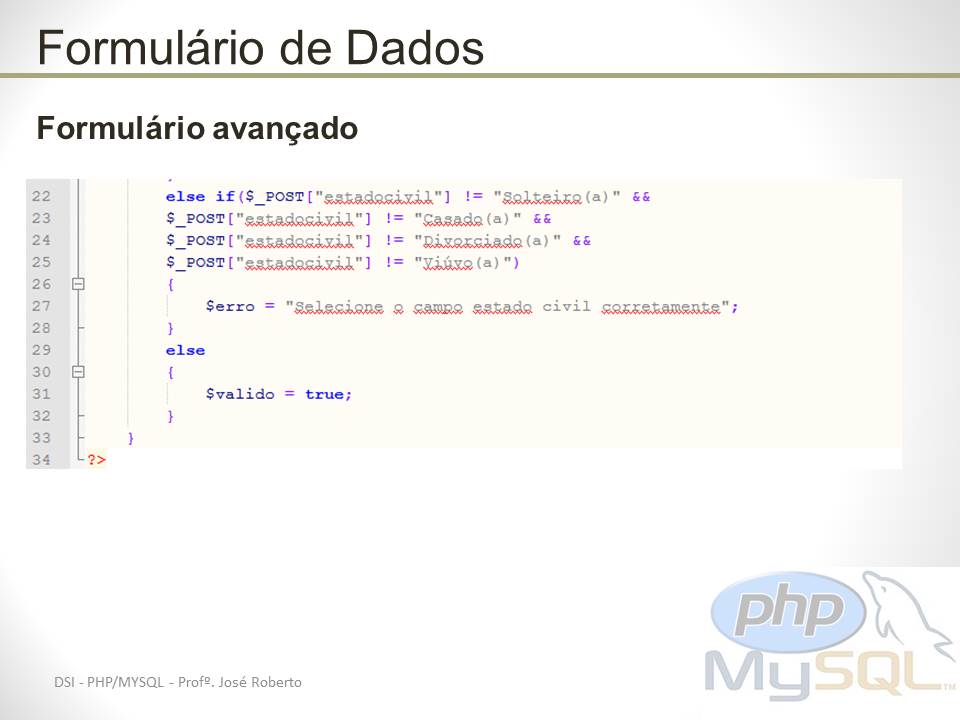 Formulário de Dados
Formulário avançado
22 else if($_POST["estadocivil"] != "Solteiro(a)" &&
23 $_POST["estadocivil"] != "Casado(a)" &&
24 $_POST["estadocivil"] != "Divorciado(a)" &&
25 $_POST["estadocivil"] != "Viúvo(a)")
26 {
27 $erro = "Selecione o campo estado civil corretamente";
28 }
29 else
30 {
31 $valido = true;
32 }
33 }
34 ?>
php
MySQL™
DSI - PHP/MYSQL - Profº. José Roberto